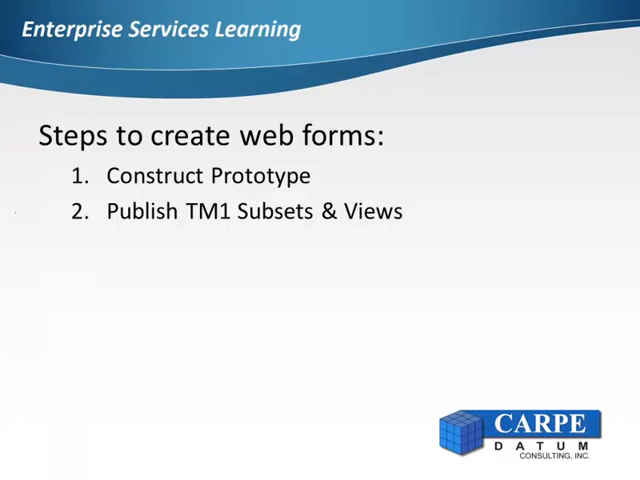 Enterprise Services Learning
Steps to create web forms:
1. Construct Prototype
2. Publish TM1 Subsets & Views
CARPE
DATUM
CONSULTING, INC.